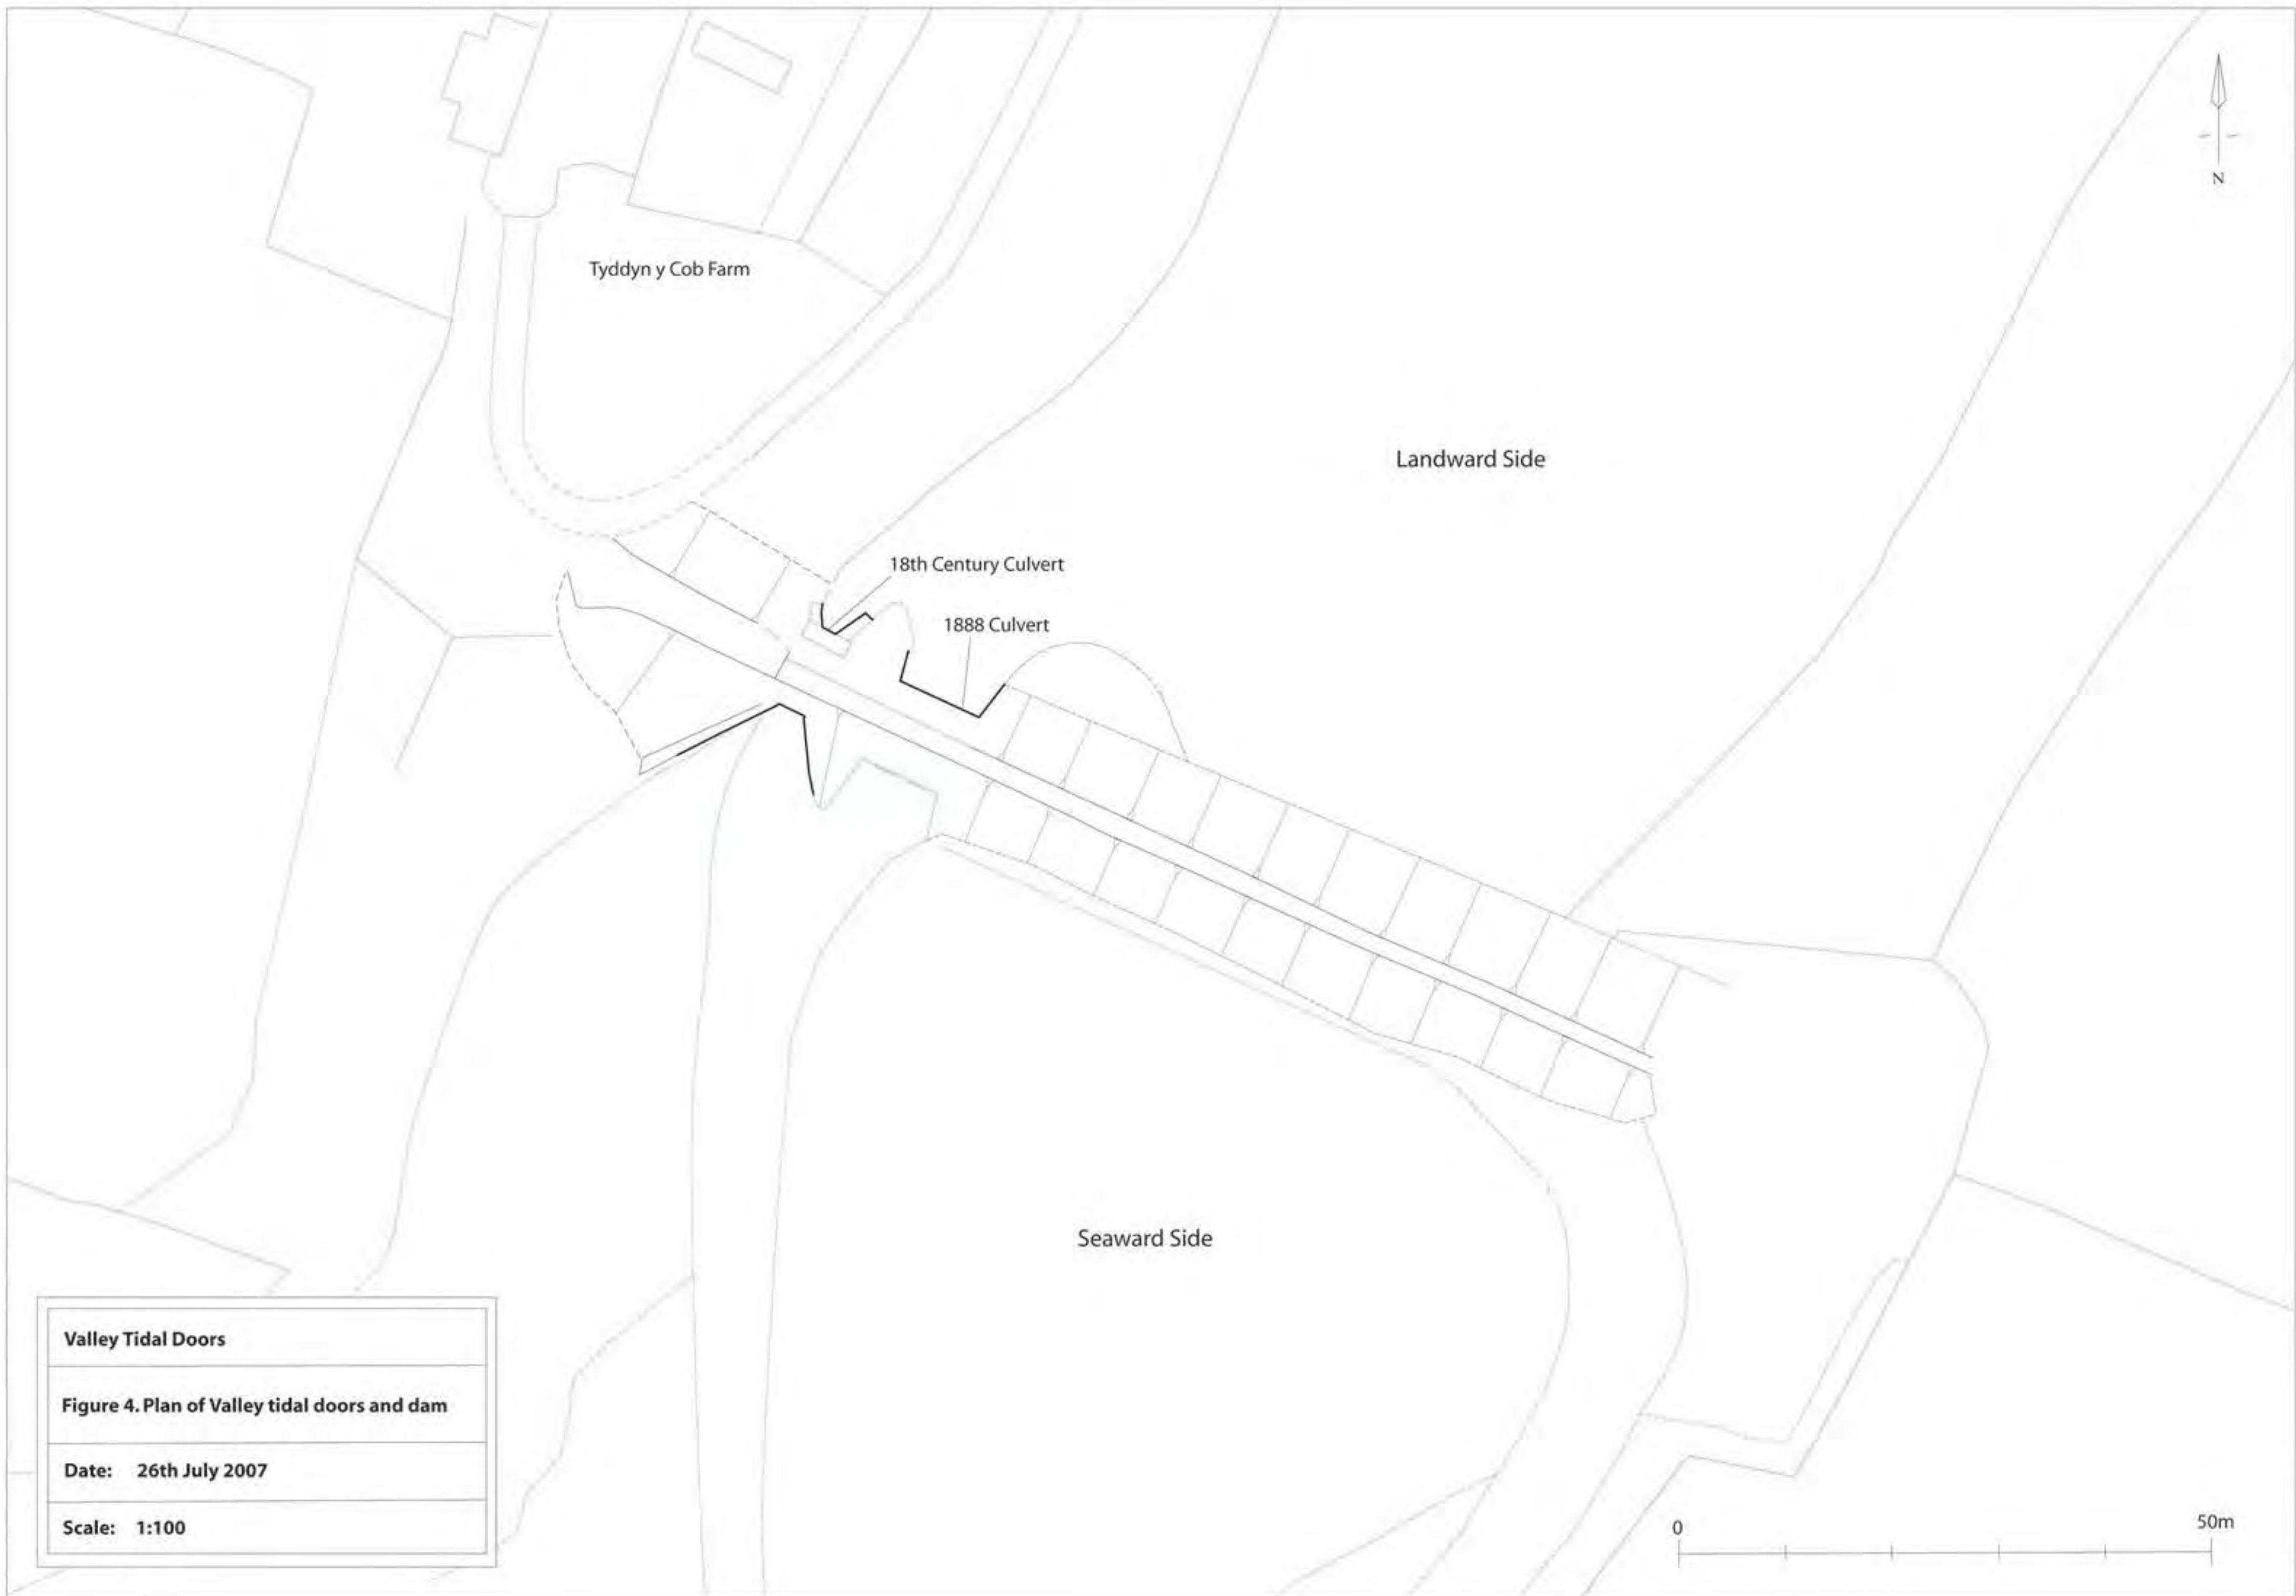 N
Tyddyn y Cob Farm
Landward Side
18th Century Culvert
1888 Culvert
Seaward Side
Valley Tidal Doors
Figure 4. Plan of Valley tidal doors and dam
Date: 26th July 2007
Scale: 1:100
0 50m